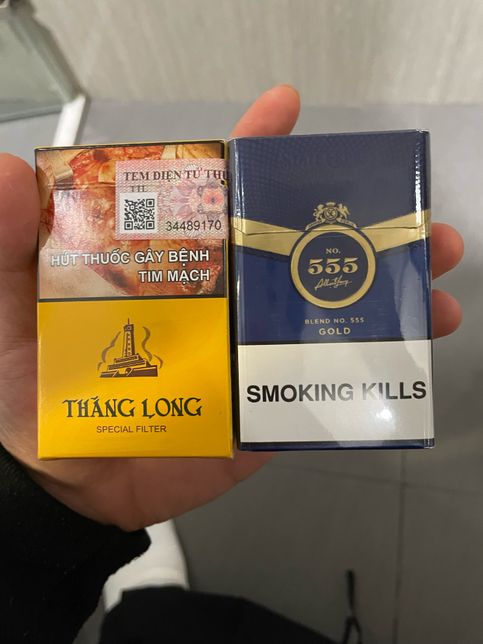 TEM ĐIỆN TỬ THU
34489170
HÚT THUỐC GÂY BỆNH
TIM MẠCH
THĂNG LONG
SPECIAL FILTER
NO.
555
BLEND NO. 555
GOLD
SMOKING KILLS